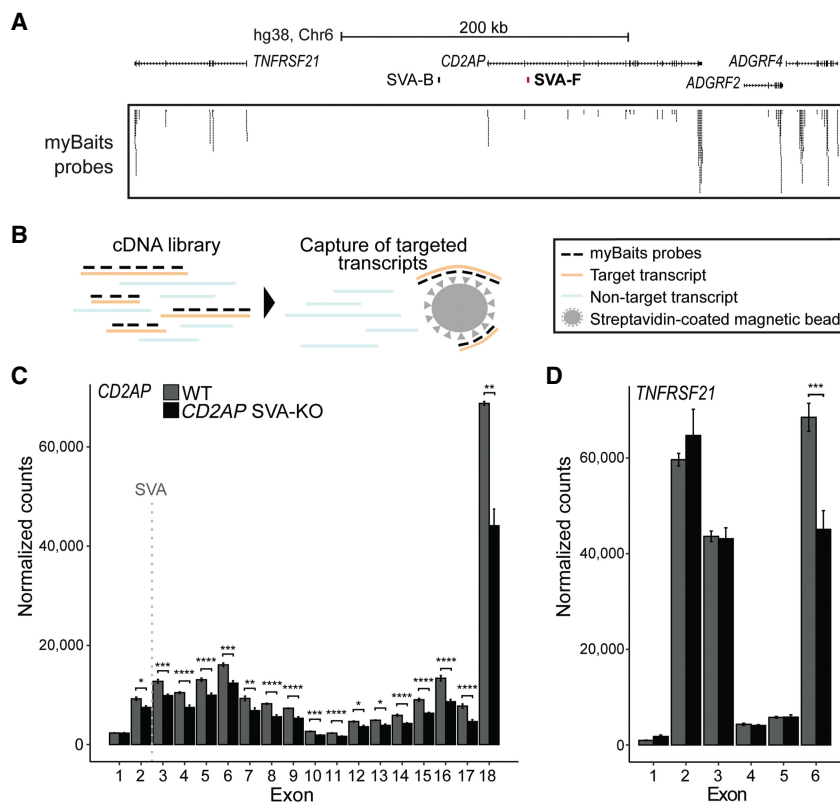 A
hg38, Chr6
200 kb
TNFRSF21
CD2AP
ADGRF4
SVA-B
SVA-F
ADGRF2
myBaits
probes
B
cDNA library
Capture of targeted
transcripts
myBaits probes
Target transcript
Non-target transcript
Streptavidin-coated magnetic bead
C
CD2AP
WT
CD2AP SVA-KO
SVA
Normalized counts
60,000
40,000
20,000
0
* *** **** **** *** ** **** **** *** **** * * **** **** **** **** **
1 2 3 4 5 6 7 8 9 10 11 12 13 14 15 16 17 18
Exon
D
TNFRSF21
***
Normalized counts
60,000
40,000
20,000
0
1 2 3 4 5 6
Exon